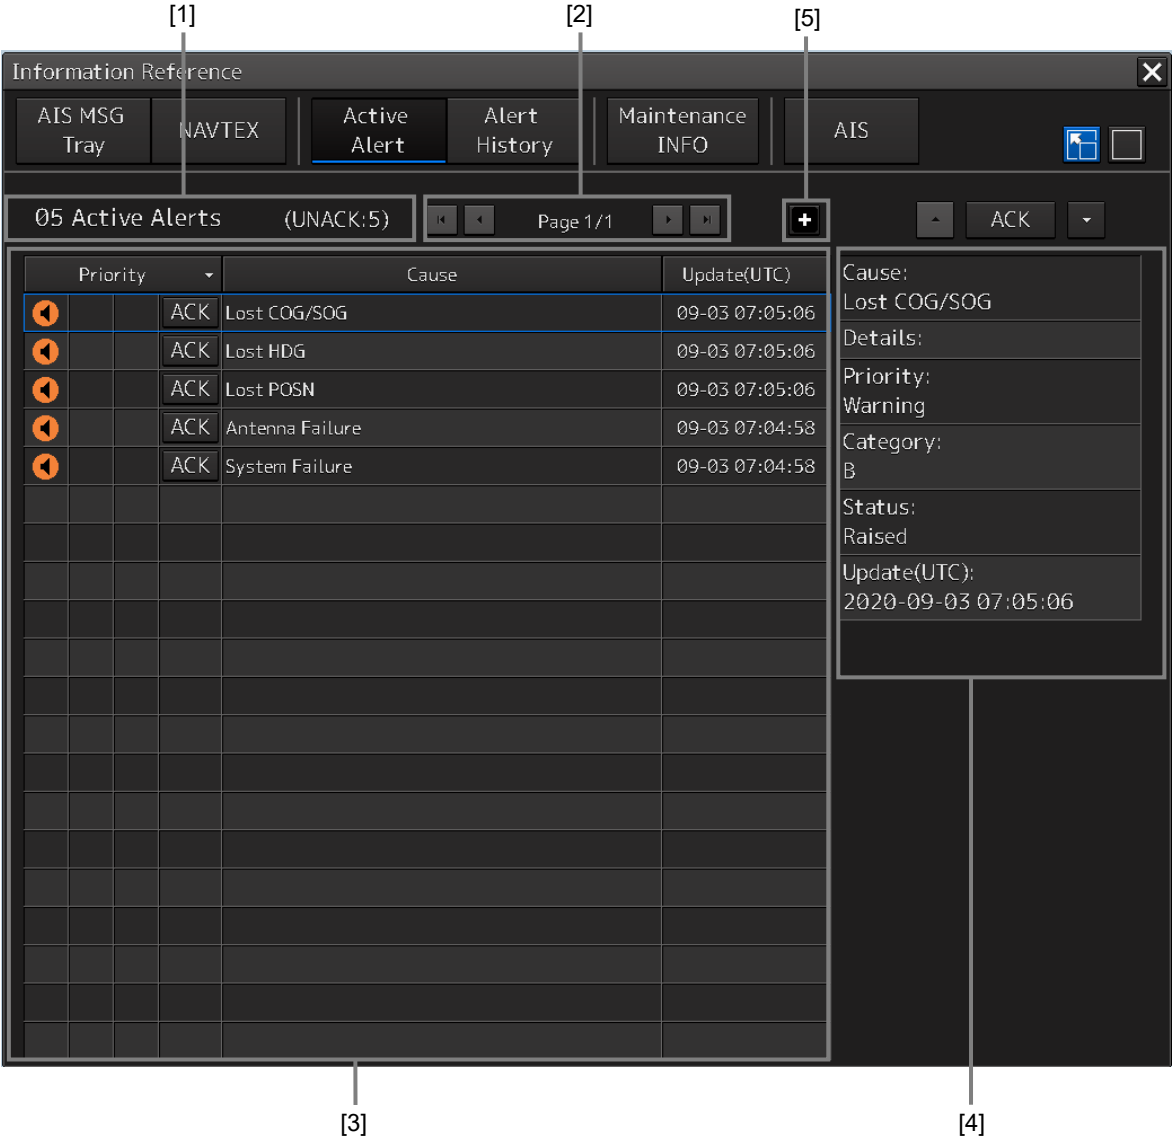 [1] [2] [5]
Information Reference
AIS MSG Tray NAVTEX Active Alert Alert History Maintenance INFO AIS
05 Active Alerts (UNACK:5) Page 1/1 ACK
Priority Cause Update(UTC)
ACK Lost COG/SOG 09-03 07:05:06
ACK Lost HDG 09-03 07:05:06
ACK Lost POSN 09-03 07:05:06
ACK Antenna Failure 09-03 07:04:58
ACK System Failure 09-03 07:04:58
Cause:
Lost COG/SOG
Details:
Priority:
Warning
Category:
B
Status:
Raised
Update(UTC):
2020-09-03 07:05:06
[3] [4]